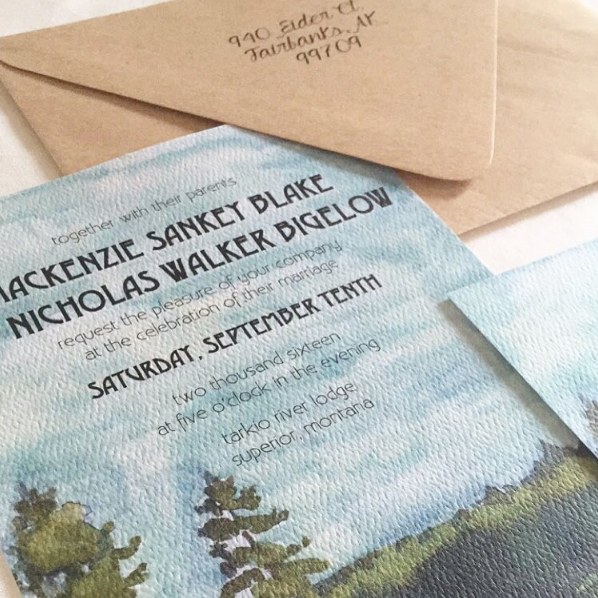 940 Elder Ct
Fairbanks, AK
99709
together with their parents
MACKENZIE SANKEY BLAKE
NICHOLAS WALKER BIGELOW
request the pleasure of your company
at the celebration of their marriage
SATURDAY, SEPTEMBER TENTH
two thousand sixteen
at five o'clock in the evening
tarkio river lodge,
superior, montana